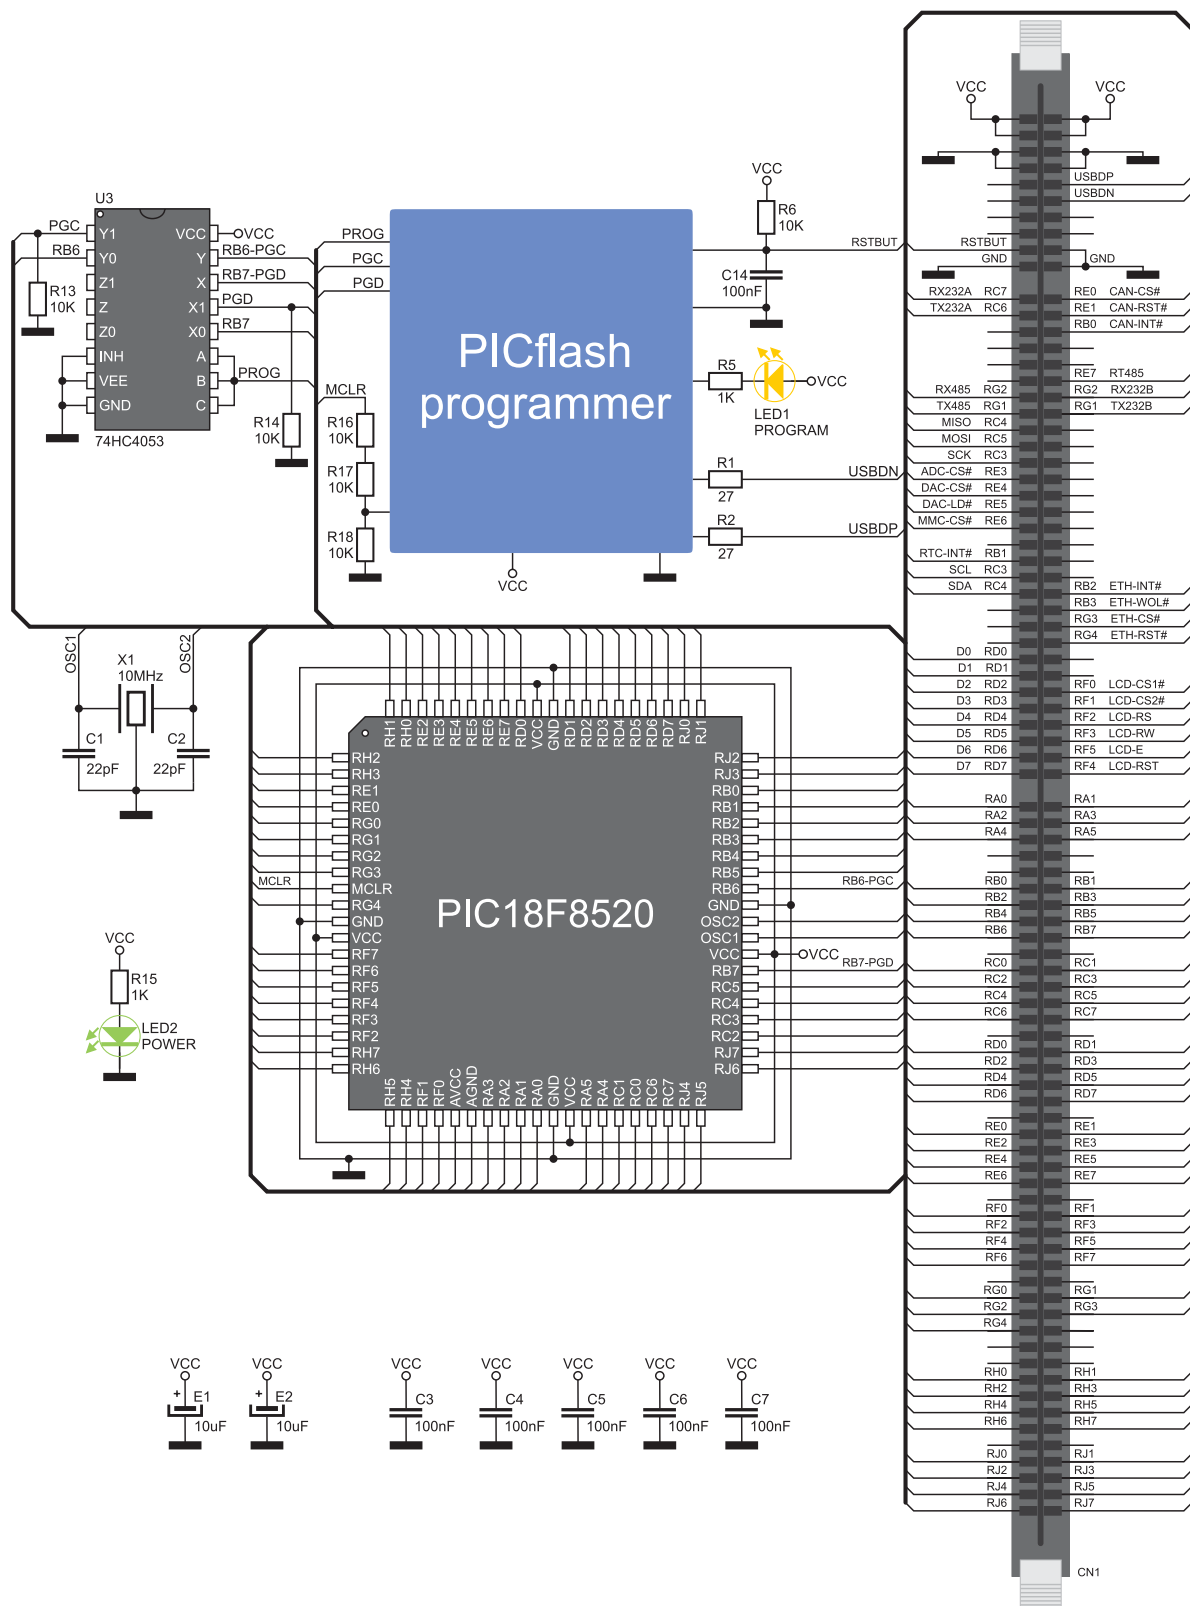 U3
PGC
RB6
Y1
Y0
Z1
Z
Z0
INH
VEE
GND
VCC
Y
X
X1
X0
A
B
C
VCC
RB6-PGC
RB7-PGD
PGD
RB7
PROG
74HC4053
R13
10K
R14
10K
PROG
PGC
PGD
MCLR
R16
10K
R17
10K
R18
10K
PICflash
programmer
VCC
VCC
R6
10K
RSTBUT
C14
100nF
R5
1K
VCC
LED1
PROGRAM
R1
27
USBDN
R2
27
USBDP
OSC1
OSC2
X1
10MHz
C1
22pF
C2
22pF
VCC
R15
1K
LED2
POWER
RH1
RH0
RE2
RE3
RE4
RE5
RE6
RE7
RD0
VCC
GND
RD1
RD2
RD3
RD4
RD5
RD6
RD7
RJ0
RJ1
MCLR
RH2
RH3
RE1
RE0
RG0
RG1
RG2
RG3
MCLR
RG4
GND
VCC
RF7
RF6
RF5
RF4
RF3
RF2
RH7
RH6
PIC18F8520
RJ2
RJ3
RB0
RB1
RB2
RB3
RB4
RB5
RB6
GND
OSC2
OSC1
VCC
RB7
RC5
RC4
RC3
RC2
RJ7
RJ6
RB6-PGC
VCC
RB7-PGD
RH5
RH4
RF1
RF0
AVCC
AGND
RA3
RA2
RA1
RA0
GND
VCC
RA5
RA4
RC1
RC0
RC6
RC7
RJ4
RJ5
VCC
E1
10uF
VCC
E2
10uF
VCC
C3
100nF
VCC
C4
100nF
VCC
C5
100nF
VCC
C6
100nF
VCC
C7
100nF
VCC
VCC
USBDP
USBDN
RSTBUT
GND
GND
RX232A RC7
RE0 CAN-CS#
TX232A RC6
RE1 CAN-RST#
RB0 CAN-INT#
RE7 RT485
RX485 RG2
RG2 RX232B
TX485 RG1
RG1 TX232B
MISO RC4
MOSI RC5
SCK RC3
ADC-CS# RE3
DAC-CS# RE4
DAC-LD# RE5
MMC-CS# RE6
RTC-INT# RB1
SCL RC3
SDA RC4
RB2 ETH-INT#
RB3 ETH-WOL#
RG3 ETH-CS#
RG4 ETH-RST#
D0 RD0
D1 RD1
D2 RD2
RF0 LCD-CS1#
D3 RD3
RF1 LCD-CS2#
D4 RD4
RF2 LCD-RS
D5 RD5
RF3 LCD-RW
D6 RD6
RF5 LCD-E
D7 RD7
RF4 LCD-RST
RA0 RA1
RA2 RA3
RA4 RA5
RB0 RB1
RB2 RB3
RB4 RB5
RB6 RB7
RC0 RC1
RC2 RC3
RC4 RC5
RC6 RC7
RD0 RD1
RD2 RD3
RD4 RD5
RD6 RD7
RE0 RE1
RE2 RE3
RE4 RE5
RE6 RE7
RF0 RF1
RF2 RF3
RF4 RF5
RF6 RF7
RG0 RG1
RG2 RG3
RG4
RH0 RH1
RH2 RH3
RH4 RH5
RH6 RH7
RJ0 RJ1
RJ2 RJ3
RJ4 RJ5
RJ6 RJ7
CN1